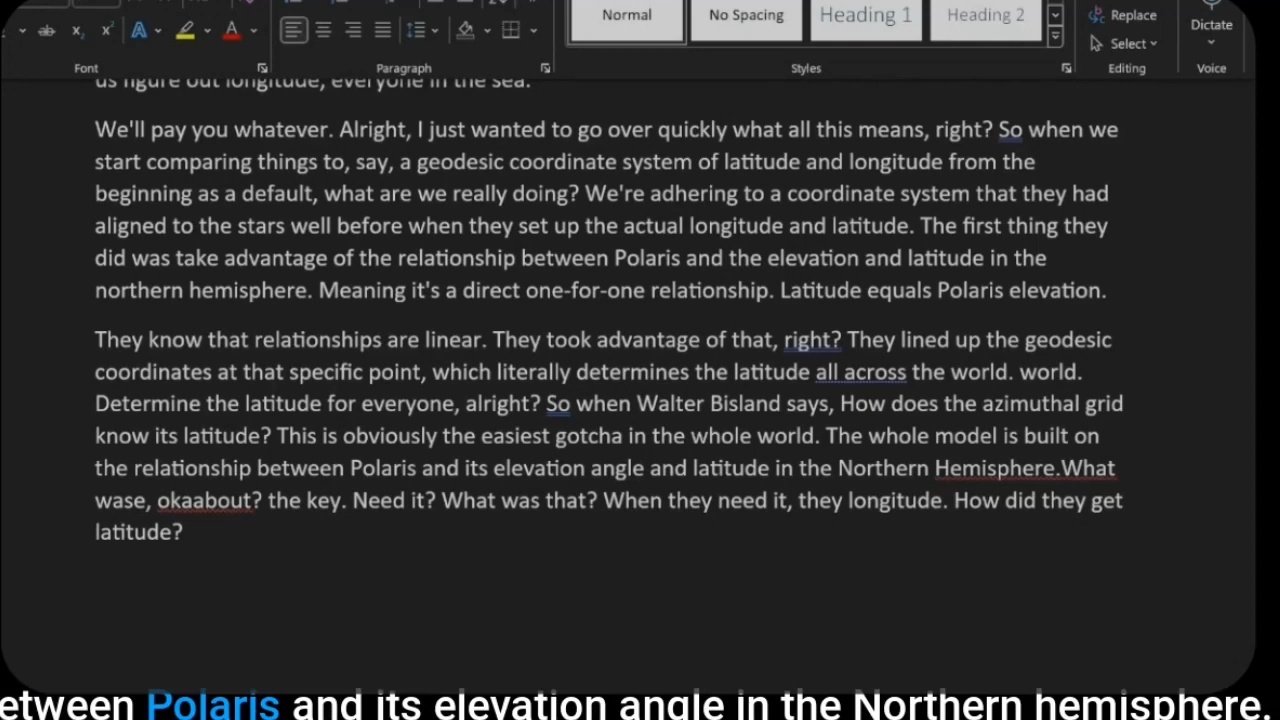 Normal
No Spacing
Heading 1
Heading 2
Replace
Select
Dictate
Font
Paragraph
Styles
Editing
Voice
us figure out longitude, everyone in the sea.
We'll pay you whatever. Alright, I just wanted to go over quickly what all this means, right? So when we
start comparing things to, say, a geodesic coordinate system of latitude and longitude from the
beginning as a default, what are we really doing? We're adhering to a coordinate system that they had
aligned to the stars well before when they set up the actual longitude and latitude. The first thing they
did was take advantage of the relationship between Polaris and the elevation and latitude in the
northern hemisphere. Meaning it's a direct one-for-one relationship. Latitude equals Polaris elevation.
They know that relationships are linear. They took advantage of that, right? They lined up the geodesic
coordinates at that specific point, which literally determines the latitude all across the world. world.
Determine the latitude for everyone, alright? So when Walter Bisland says, How does the azimuthal grid
know its latitude? This is obviously the easiest gotcha in the whole world. The whole model is built on
the relationship between Polaris and its elevation angle and latitude in the Northern Hemisphere.What
wase, okaabout? the key. Need it? What was that? When they need it, they longitude. How did they get
latitude?
etween Polaris and its elevation angle in the Northern hemisphere.